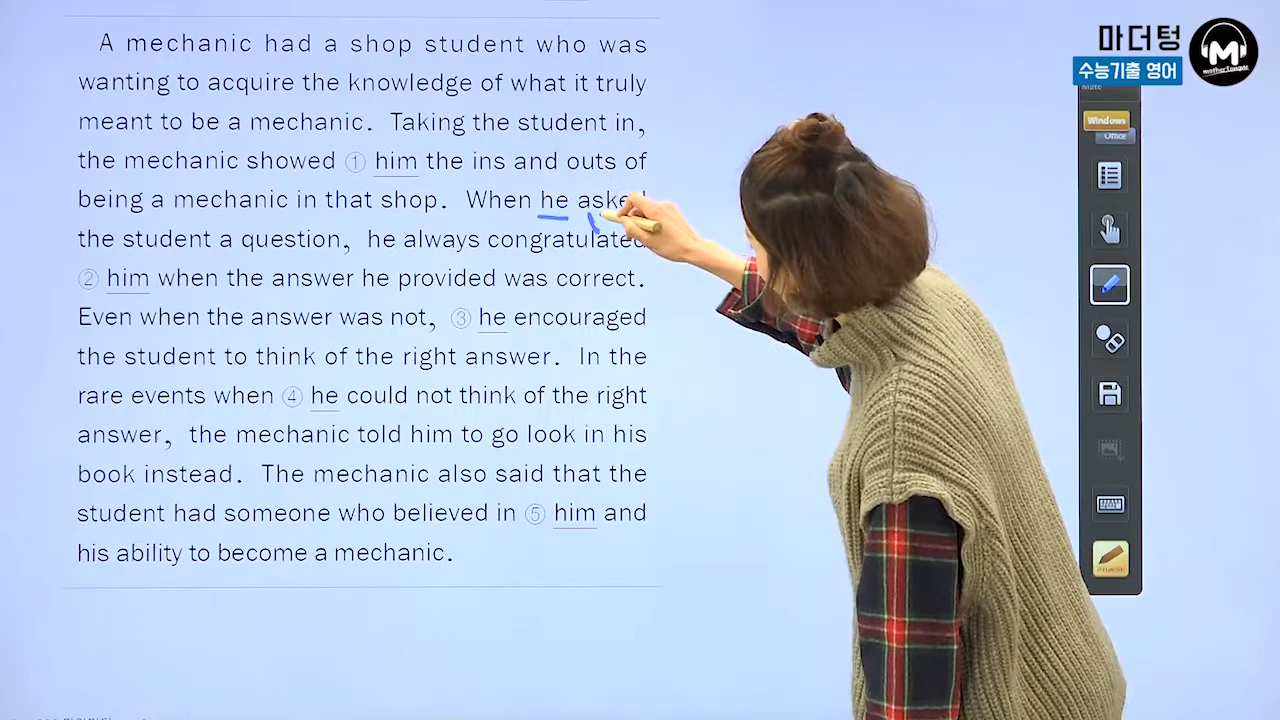 A mechanic had a shop student who was
wanting to acquire the knowledge of what it truly
meant to be a mechanic. Taking the student in,
the mechanic showed ① him the ins and outs of
being a mechanic in that shop. When he asked
the student a question, he always congratulated
② him when the answer he provided was correct.
Even when the answer was not, ③ he encouraged
the student to think of the right answer. In the
rare events when ④ he could not think of the right
answer, the mechanic told him to go look in his
book instead. The mechanic also said that the
student had someone who believed in ⑤ him and
his ability to become a mechanic.
마더텅
수능기출 영어
M
mothertongue
Mate
Windows
Office